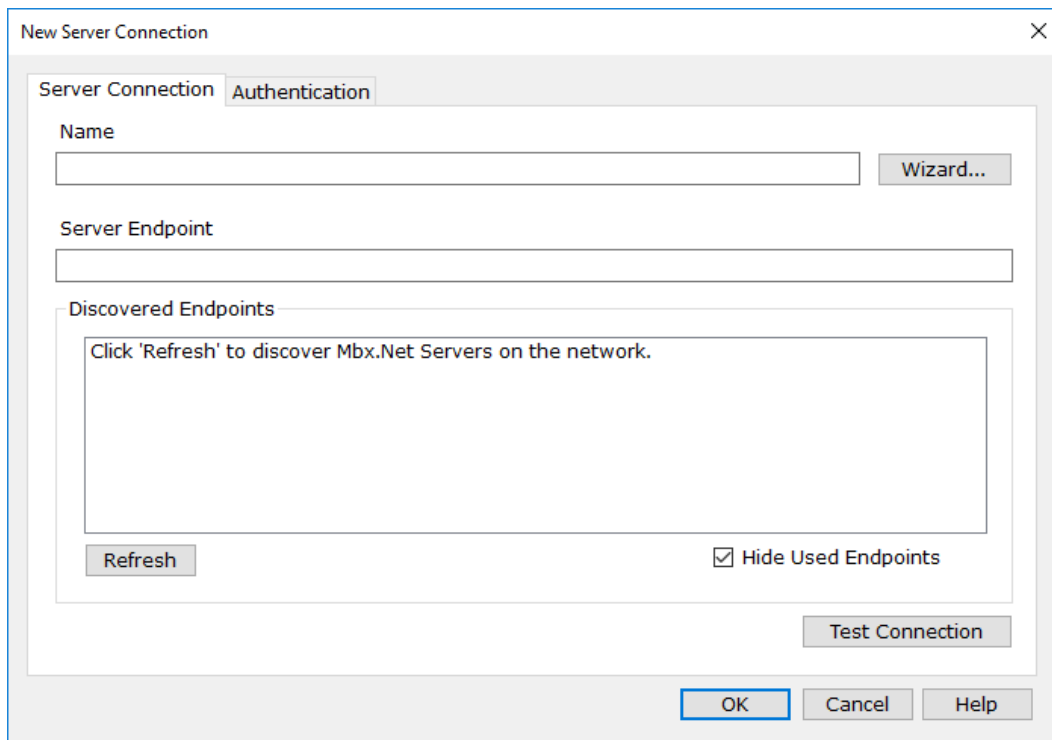 New Server Connection
Server Connection
Authentication
Name
Wizard...
Server Endpoint
Discovered Endpoints
Click 'Refresh' to discover Mbx.Net Servers on the network.
Refresh
Hide Used Endpoints
Test Connection
OK
Cancel
Help